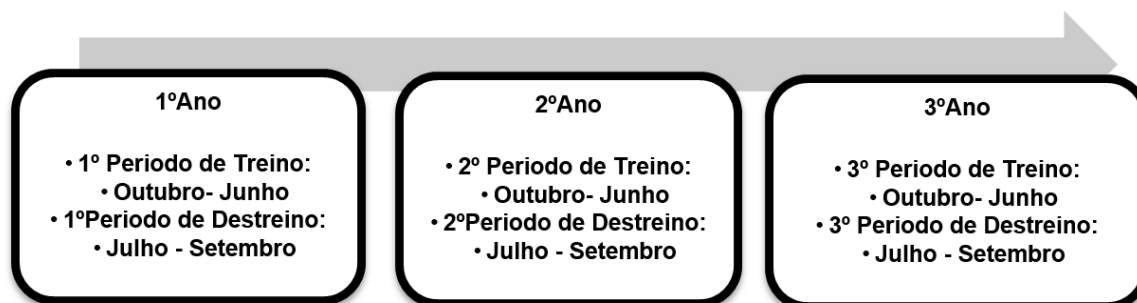 1ºAno
• 1º Periodo de Treino:
• Outubro- Junho
• 1ºPeriodo de Destreino:
• Julho - Setembro
2ºAno
• 2º Periodo de Treino:
• Outubro- Junho
• 2ºPeriodo de Destreino:
• Julho - Setembro
3ºAno
• 3º Periodo de Treino:
• Outubro- Junho
• 3º Periodo de Destreino:
• Julho - Setembro